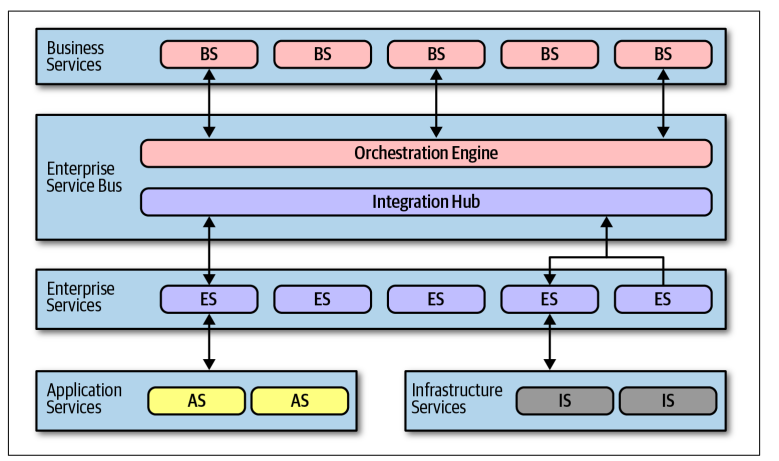 Business
Services
BS BS BS BS BS
Enterprise
Service Bus
Orchestration Engine
Integration Hub
Enterprise
Services
ES ES ES ES ES
Application
Services
AS AS
Infrastructure
Services
IS IS